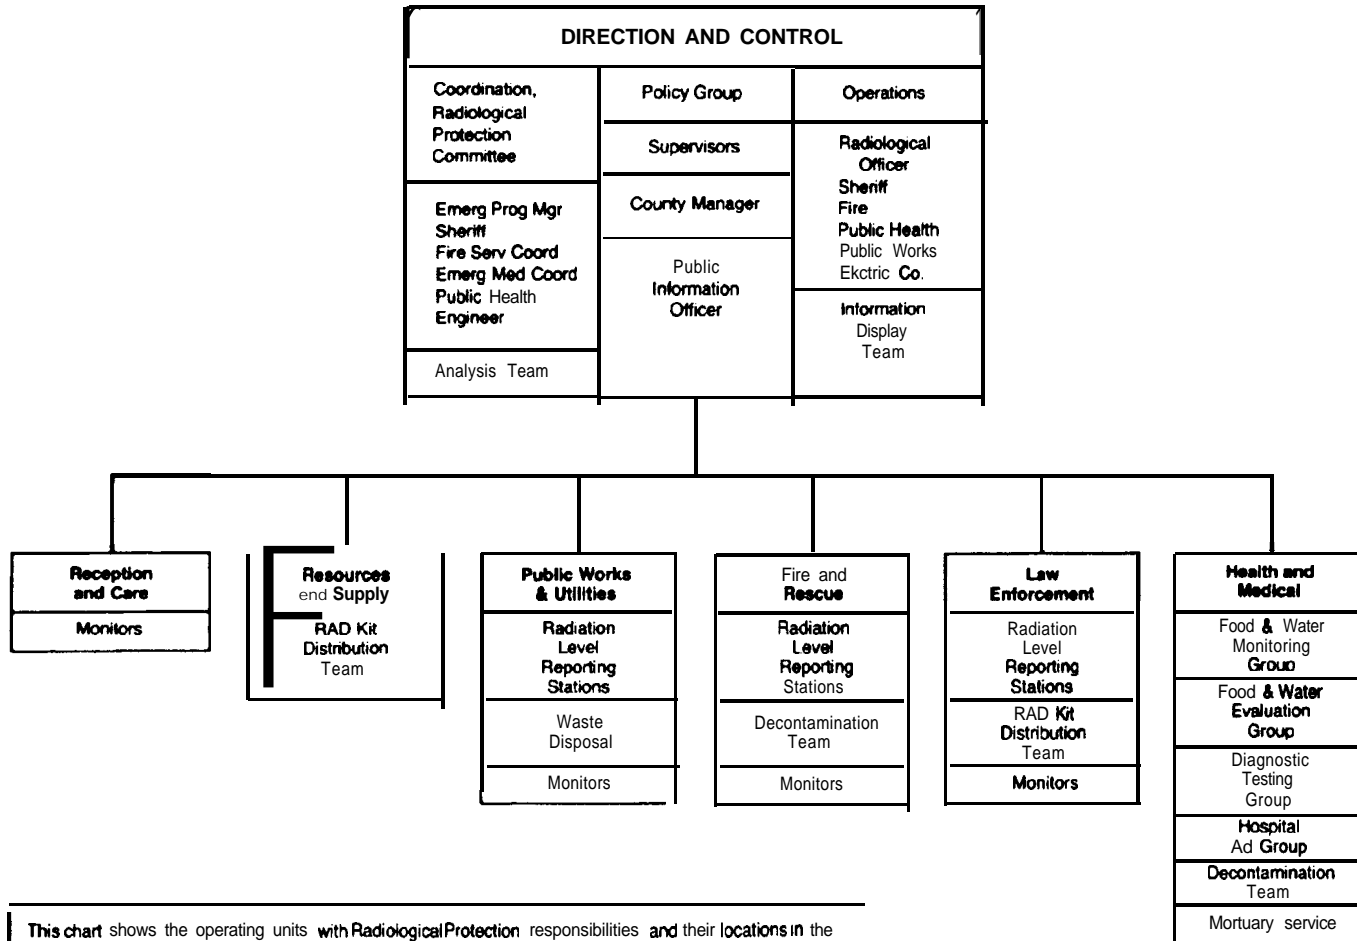 DIRECTION AND CONTROL
Coordination,
Radiological
Protection
Committee
Emerg Prog Mgr
Sheriff
Fire Serv Coord
Emerg Med Coord
Public Health
Engineer
Analysis Team
Policy Group
Supervisors
County Manager
Public
Information
Officer
Operations
Radiological
Officer
Sheriff
Fire
Public Health
Public Works
Ekctric Co.
Information
Display
Team
Reception
and Care
Monitors
Resources
end Supply
RAD Kit
Distribution
Team
Public Works
& Utilities
Radiation
Level
Reporting
Stations
Waste
Disposal
Monitors
Fire and
Rescue
Radiation
Level
Reporting
Stations
Decontamination
Team
Monitors
Law
Enforcement
Radiation
Level
Reporting
Stations
RAD Kit
Distribution
Team
Monitors
Health and
Medical
Food & Water
Monitoring
Group
Food & Water
Evaluation
Group
Diagnostic
Testing
Group
Hospital
Ad Group
Decontamination
Team
Mortuary service
This chart shows the operating units with Radiological Protection responsibilities and their locations in the